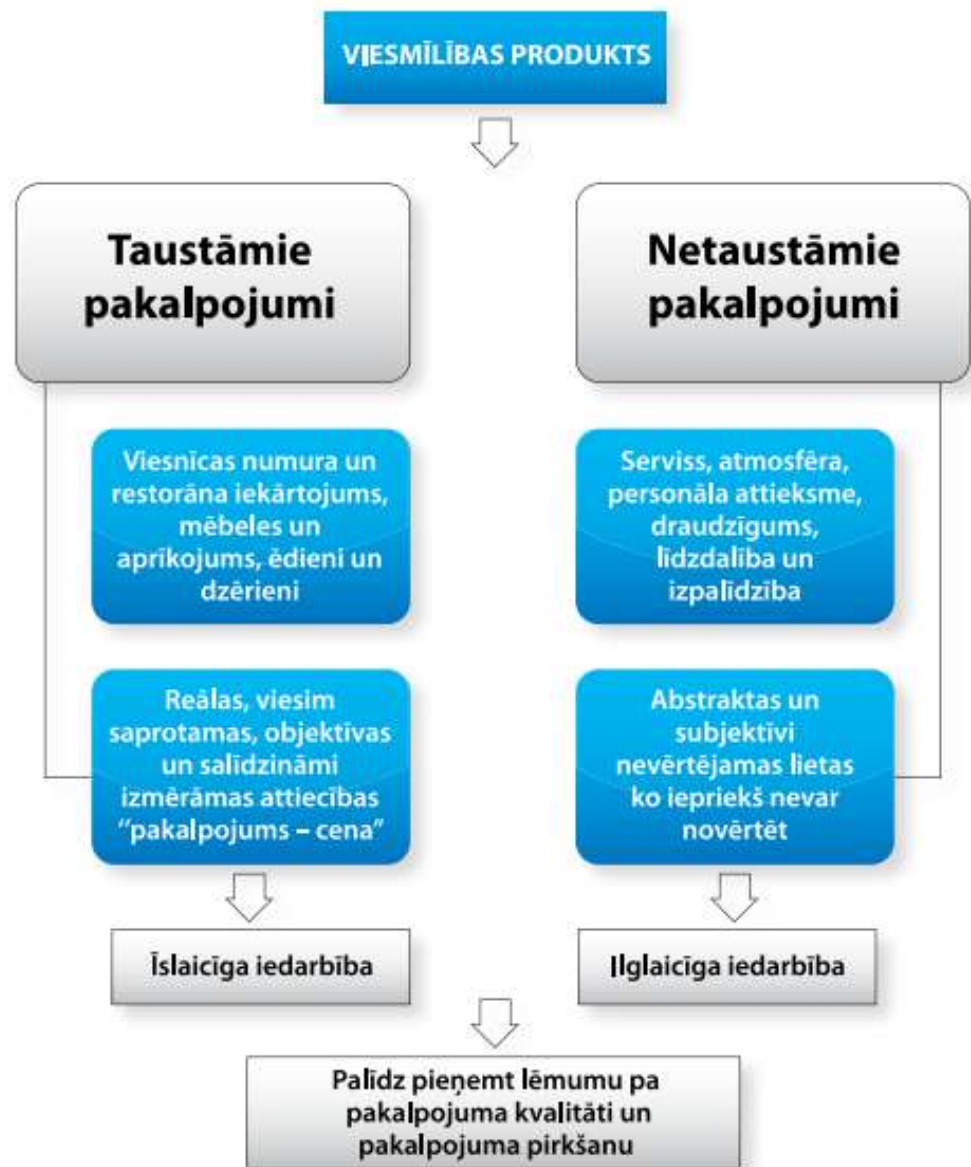 VIESMĪLĪBAS PRODUKTS
Taustāmie
pakalpojumi
Netaustāmie
pakalpojumi
Viesnīcas numura un
restorāna iekārtojums,
mēbeles un
aprīkojums, ēdieni un
dzērieni
Serviss, atmosfēra,
personāla attieksme,
draudzīgums,
līdzdalība un
izpalīdzība
Reālas, viesim
saprotamas, objektīvas
un salīdzināmi
izmērāmas attiecības
“pakalpojums – cena”
Abstraktas un
subjektīvi
nevērtējamas lietas
ko iepriekš nevar
novērtēt
Īslaicīga iedarbība
Ilglaicīga iedarbība
Palīdz pieņemt lēmumu pa
pakalpojuma kvalitāti un
pakalpojuma pirkšanu